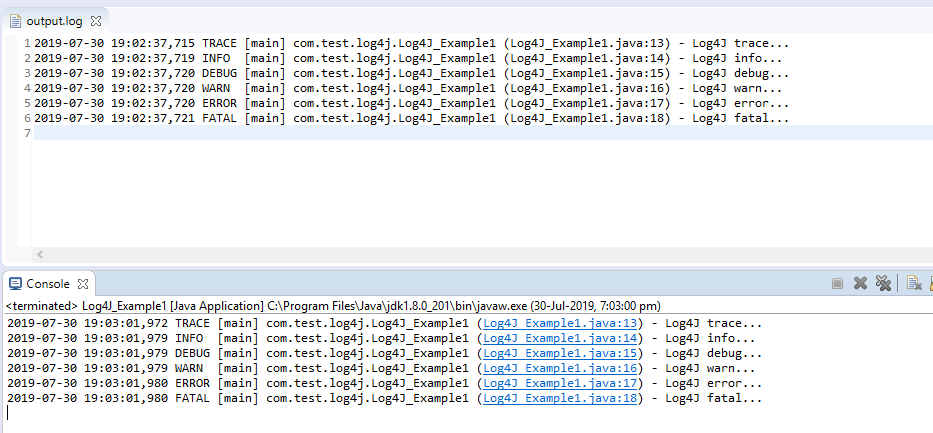 output.log
1 2019-07-30 19:02:37,715 TRACE [main] com.test.log4j.Log4J_Example1 (Log4J_Example1.java:13) - Log4J trace...
2 2019-07-30 19:02:37,719 INFO  [main] com.test.log4j.Log4J_Example1 (Log4J_Example1.java:14) - Log4J info...
3 2019-07-30 19:02:37,720 DEBUG [main] com.test.log4j.Log4J_Example1 (Log4J_Example1.java:15) - Log4J debug...
4 2019-07-30 19:02:37,720 WARN  [main] com.test.log4j.Log4J_Example1 (Log4J_Example1.java:16) - Log4J warn...
5 2019-07-30 19:02:37,720 ERROR [main] com.test.log4j.Log4J_Example1 (Log4J_Example1.java:17) - Log4J error...
6 2019-07-30 19:02:37,721 FATAL [main] com.test.log4j.Log4J_Example1 (Log4J_Example1.java:18) - Log4J fatal...
7
Console
<terminated> Log4J_Example1 [Java Application] C:\Program Files\Java\jdk1.8.0_201\bin\javaw.exe (30-Jul-2019, 7:03:00 pm)
2019-07-30 19:03:01,972 TRACE [main] com.test.log4j.Log4J_Example1 (Log4J_Example1.java:13) - Log4J trace...
2019-07-30 19:03:01,979 INFO  [main] com.test.log4j.Log4J_Example1 (Log4J_Example1.java:14) - Log4J info...
2019-07-30 19:03:01,979 DEBUG [main] com.test.log4j.Log4J_Example1 (Log4J_Example1.java:15) - Log4J debug...
2019-07-30 19:03:01,979 WARN  [main] com.test.log4j.Log4J_Example1 (Log4J_Example1.java:16) - Log4J warn...
2019-07-30 19:03:01,980 ERROR [main] com.test.log4j.Log4J_Example1 (Log4J_Example1.java:17) - Log4J error...
2019-07-30 19:03:01,980 FATAL [main] com.test.log4j.Log4J_Example1 (Log4J_Example1.java:18) - Log4J fatal...